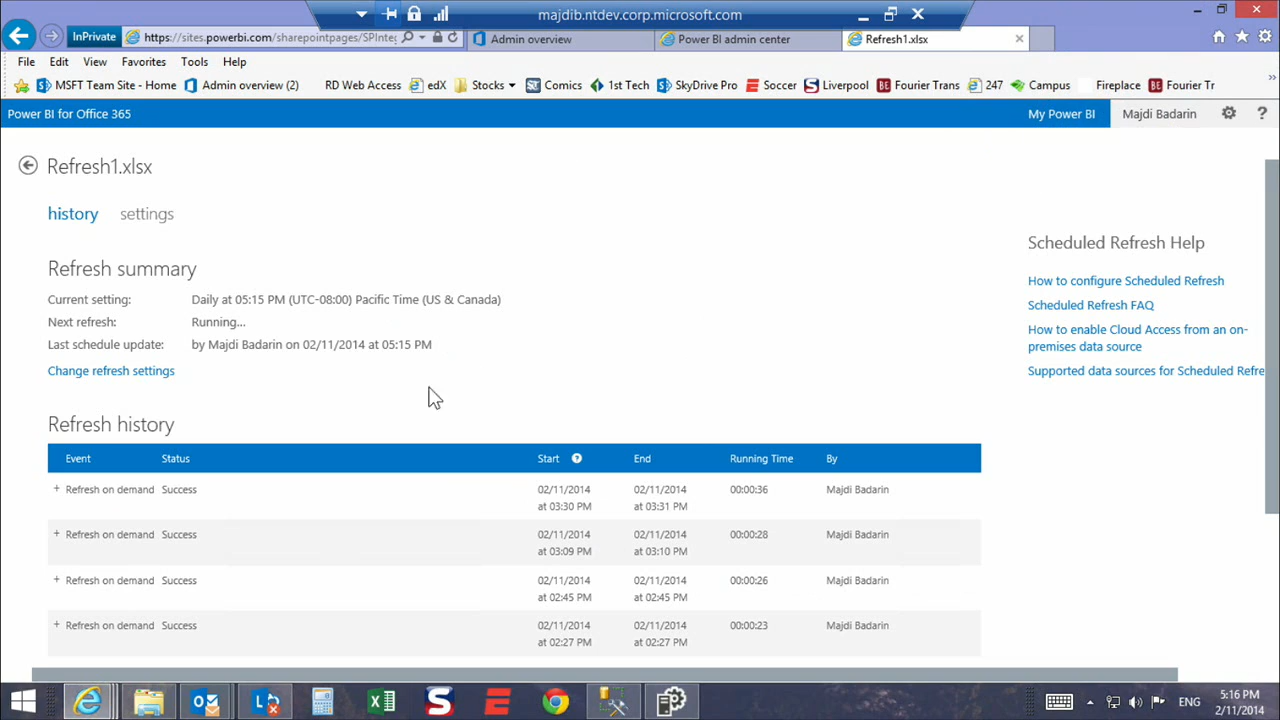 majdib.ntdev.corp.microsoft.com
InPrivate
https://sites.powerbi.com/sharepointpages/SPInteg
Admin overview
Power BI admin center
Refresh1.xlsx
File Edit View Favorites Tools Help
MSFT Team Site - Home Admin overview (2) RD Web Access edX Stocks Comics 1st Tech SkyDrive Pro Soccer Liverpool Fourier Trans 247 Campus Fireplace Fourier Tr
Power BI for Office 365 My Power BI Majdi Badarin ?
Refresh1.xlsx
history settings
Refresh summary
Current setting: Daily at 05:15 PM (UTC-08:00) Pacific Time (US & Canada)
Next refresh: Running...
Last schedule update: by Majdi Badarin on 02/11/2014 at 05:15 PM
Change refresh settings
Scheduled Refresh Help
How to configure Scheduled Refresh
Scheduled Refresh FAQ
How to enable Cloud Access from an on-
premises data source
Supported data sources for Scheduled Refre
Refresh history
Event Status Start ? End Running Time By
+ Refresh on demand Success 02/11/2014 02/11/2014 00:00:36 Majdi Badarin
at 03:30 PM at 03:31 PM
+ Refresh on demand Success 02/11/2014 02/11/2014 00:00:28 Majdi Badarin
at 03:09 PM at 03:10 PM
+ Refresh on demand Success 02/11/2014 02/11/2014 00:00:26 Majdi Badarin
at 02:45 PM at 02:45 PM
+ Refresh on demand Success 02/11/2014 02/11/2014 00:00:23 Majdi Badarin
at 02:27 PM at 02:27 PM
ENG
5:16 PM
2/11/2014